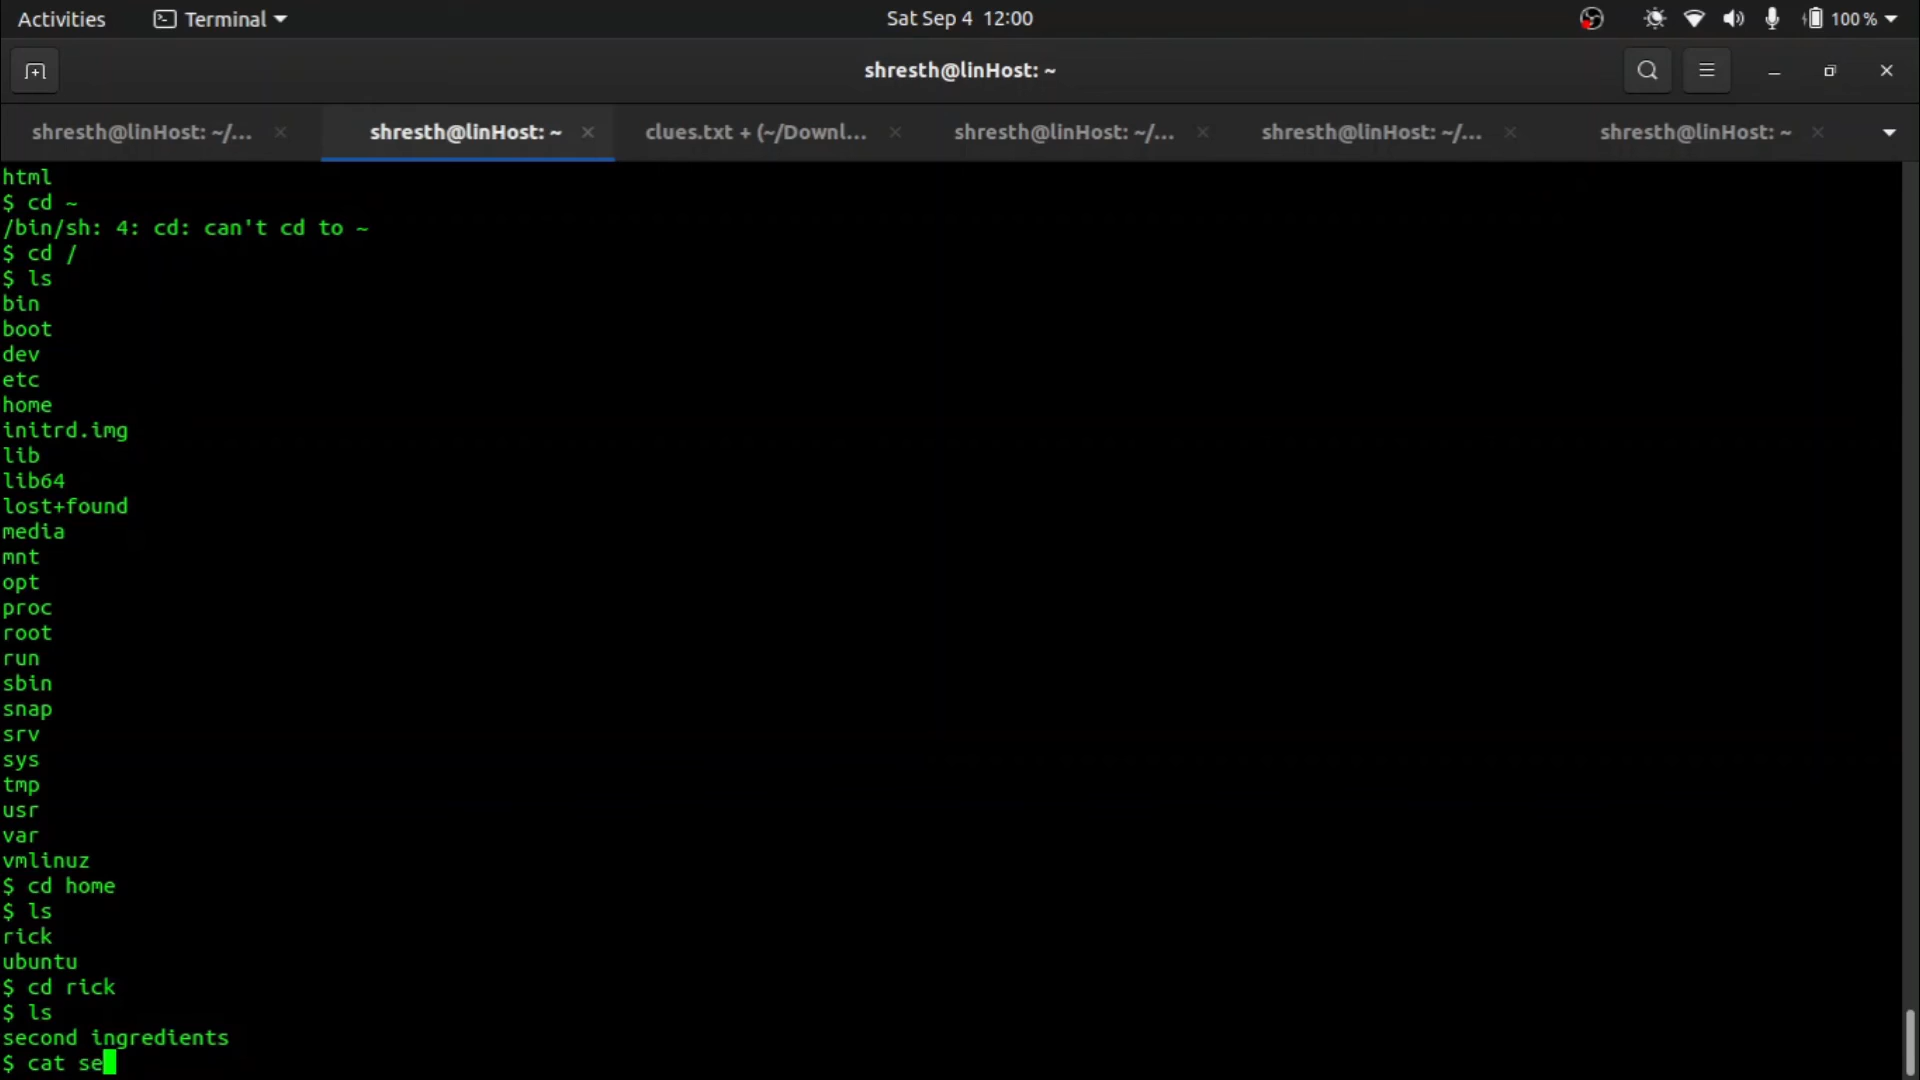 Activities
Terminal
Sat Sep 4 12:00
100 %
shresth@linHost: ~
shresth@linHost: ~/...
shresth@linHost: ~
clues.txt + (~/Downl...
shresth@linHost: ~/...
shresth@linHost: ~/...
shresth@linHost: ~
html
$ cd ~
/bin/sh: 4: cd: can't cd to ~
$ cd /
$ ls
bin
boot
dev
etc
home
initrd.img
lib
lib64
lost+found
media
mnt
opt
proc
root
run
sbin
snap
srv
sys
tmp
usr
var
vmlinuz
$ cd home
$ ls
rick
ubuntu
$ cd rick
$ ls
second ingredients
$ cat se